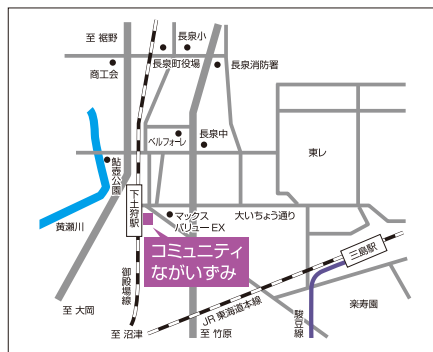 至 裾野
長泉小
長泉町役場
商工会
長泉消防署
ベルフォーレ
長泉中
東レ
鮎壺公園
下土狩駅
黄瀬川
マックス
バリューEX
大いちょう通り
コミュニティ
ながいずみ
三島駅
御殿場線
JR東海道本線
楽寿園
駿豆線
至 大岡
至 沼津
至 竹原